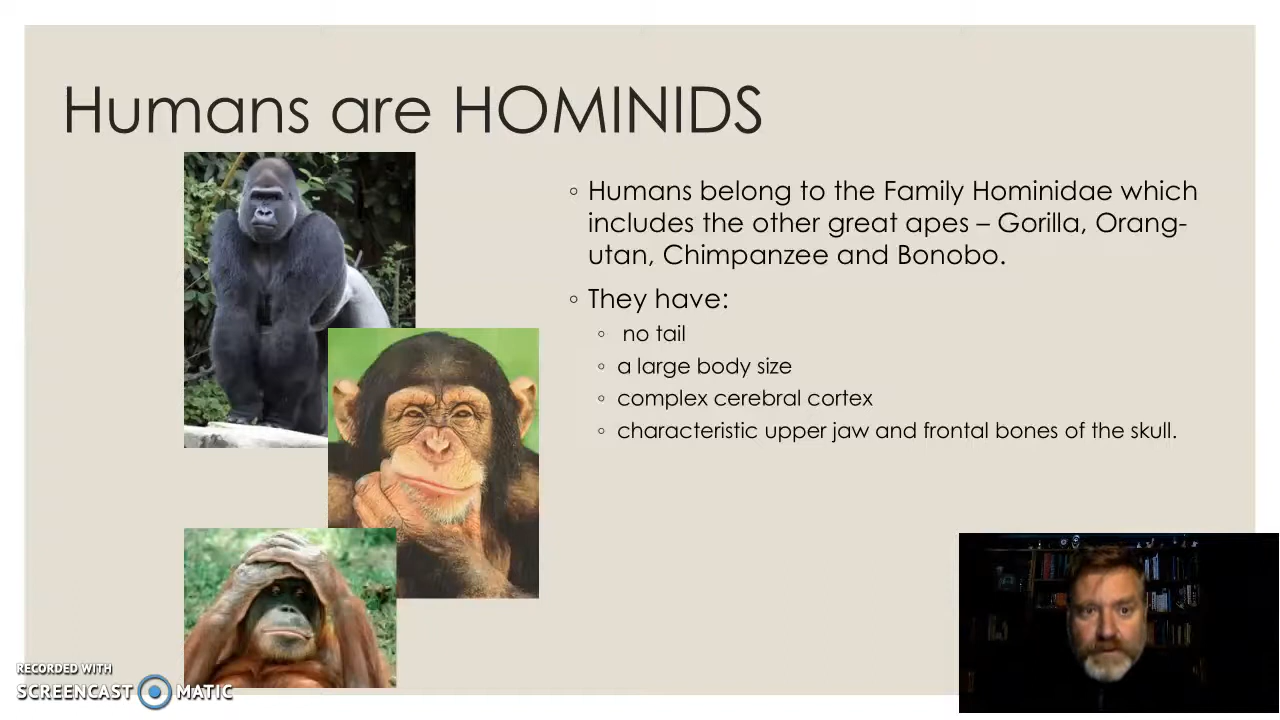 Humans are HOMINIDS
◦ Humans belong to the Family Hominidae which
includes the other great apes – Gorilla, Orang-
utan, Chimpanzee and Bonobo.
◦ They have:
◦ no tail
◦ a large body size
◦ complex cerebral cortex
◦ characteristic upper jaw and frontal bones of the skull.
RECORDED WITH
SCREENCAST MATIC